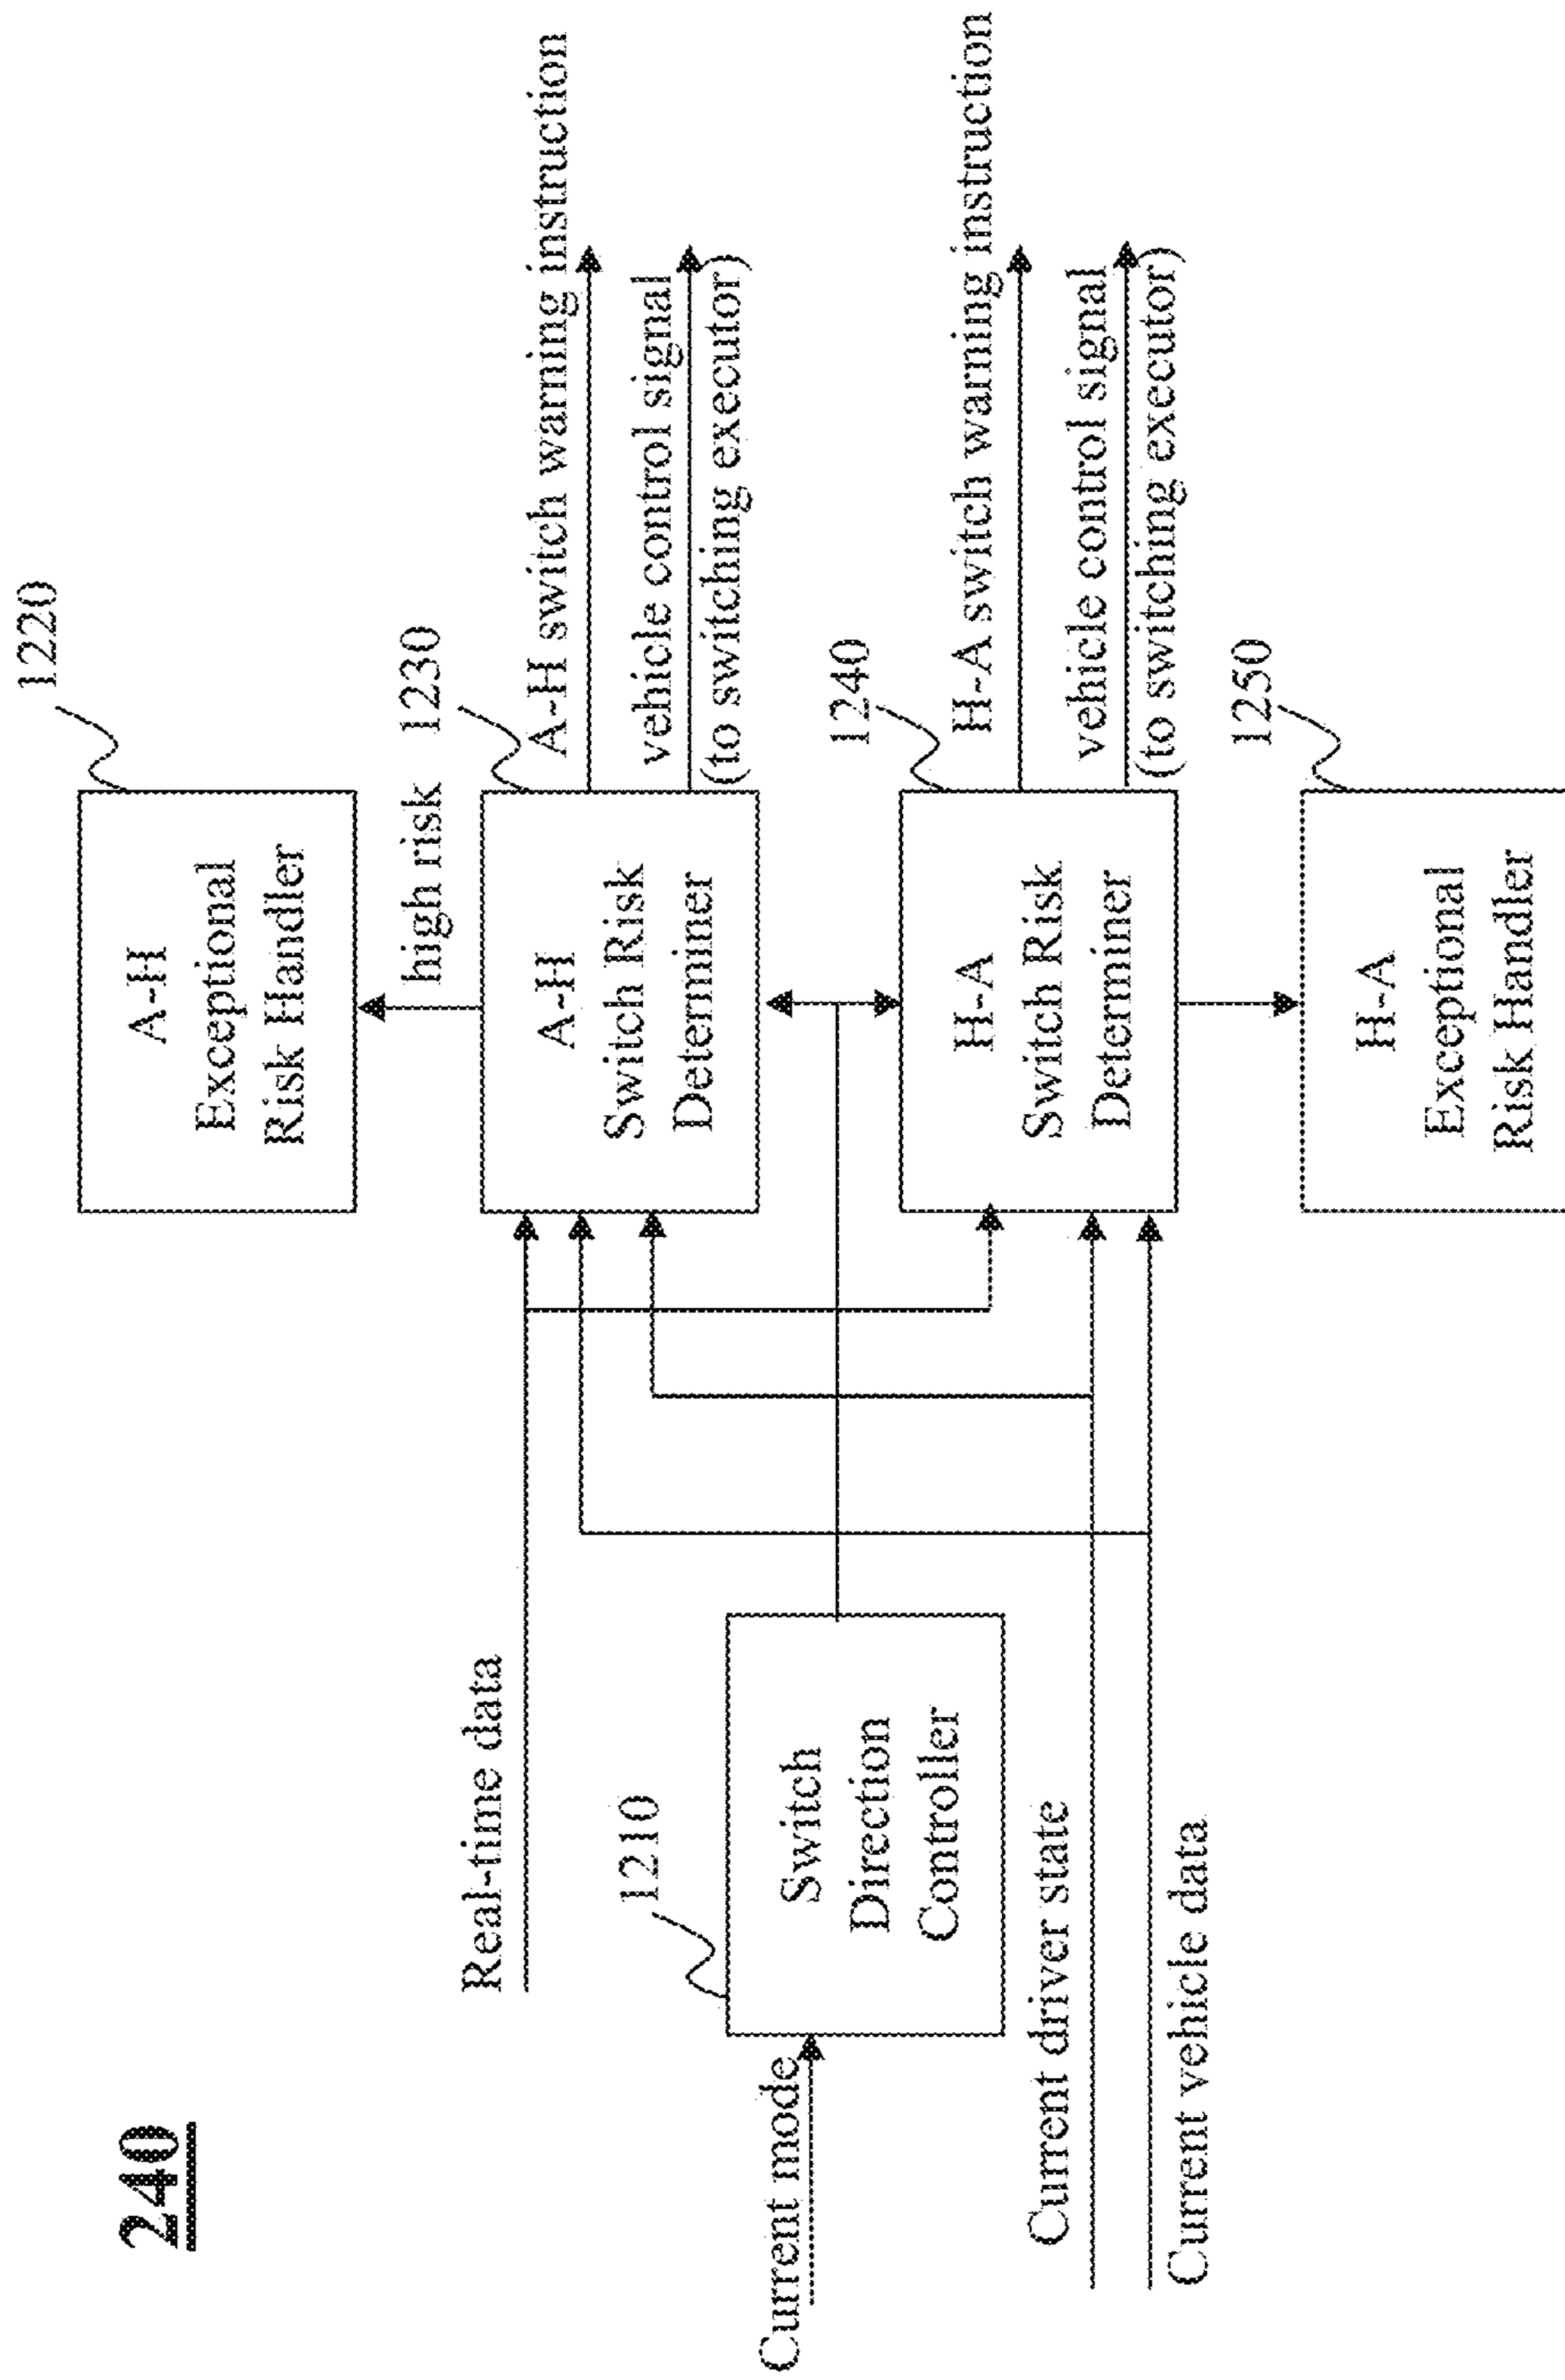 240
1220
A-H
Exceptional
Risk Handler
high risk
1230
A-H
Switch Risk
Determiner
A-H switch warning instruction
vehicle control signal
(to switching executor)
Real-time data
1210
Switch
Direction
Controller
Current mode
1240
H-A
Switch Risk
Determiner
H-A switch warning instruction
vehicle control signal
(to switching executor)
Current driver state
Current vehicle data
1250
H-A
Exceptional
Risk Handler